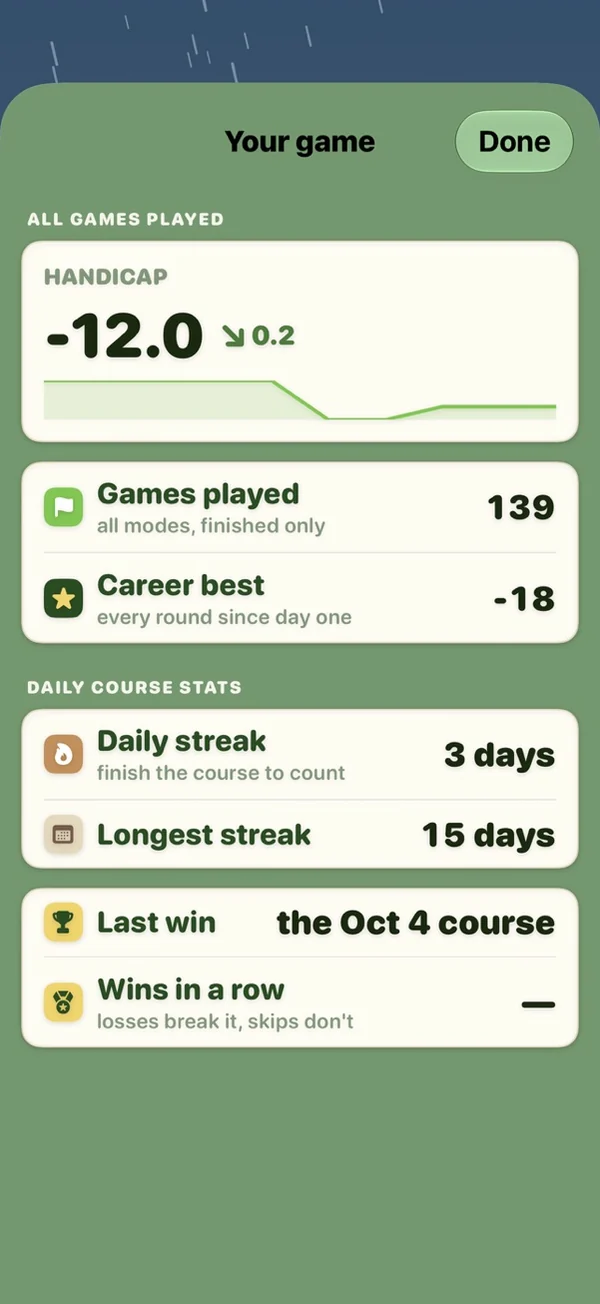 Your game
Done
ALL GAMES PLAYED
HANDICAP
-12.0 ↘ 0.2
Games played
all modes, finished only
139
Career best
every round since day one
-18
DAILY COURSE STATS
Daily streak
finish the course to count
3 days
Longest streak
15 days
Last win
the Oct 4 course
Wins in a row
losses break it, skips don't
—